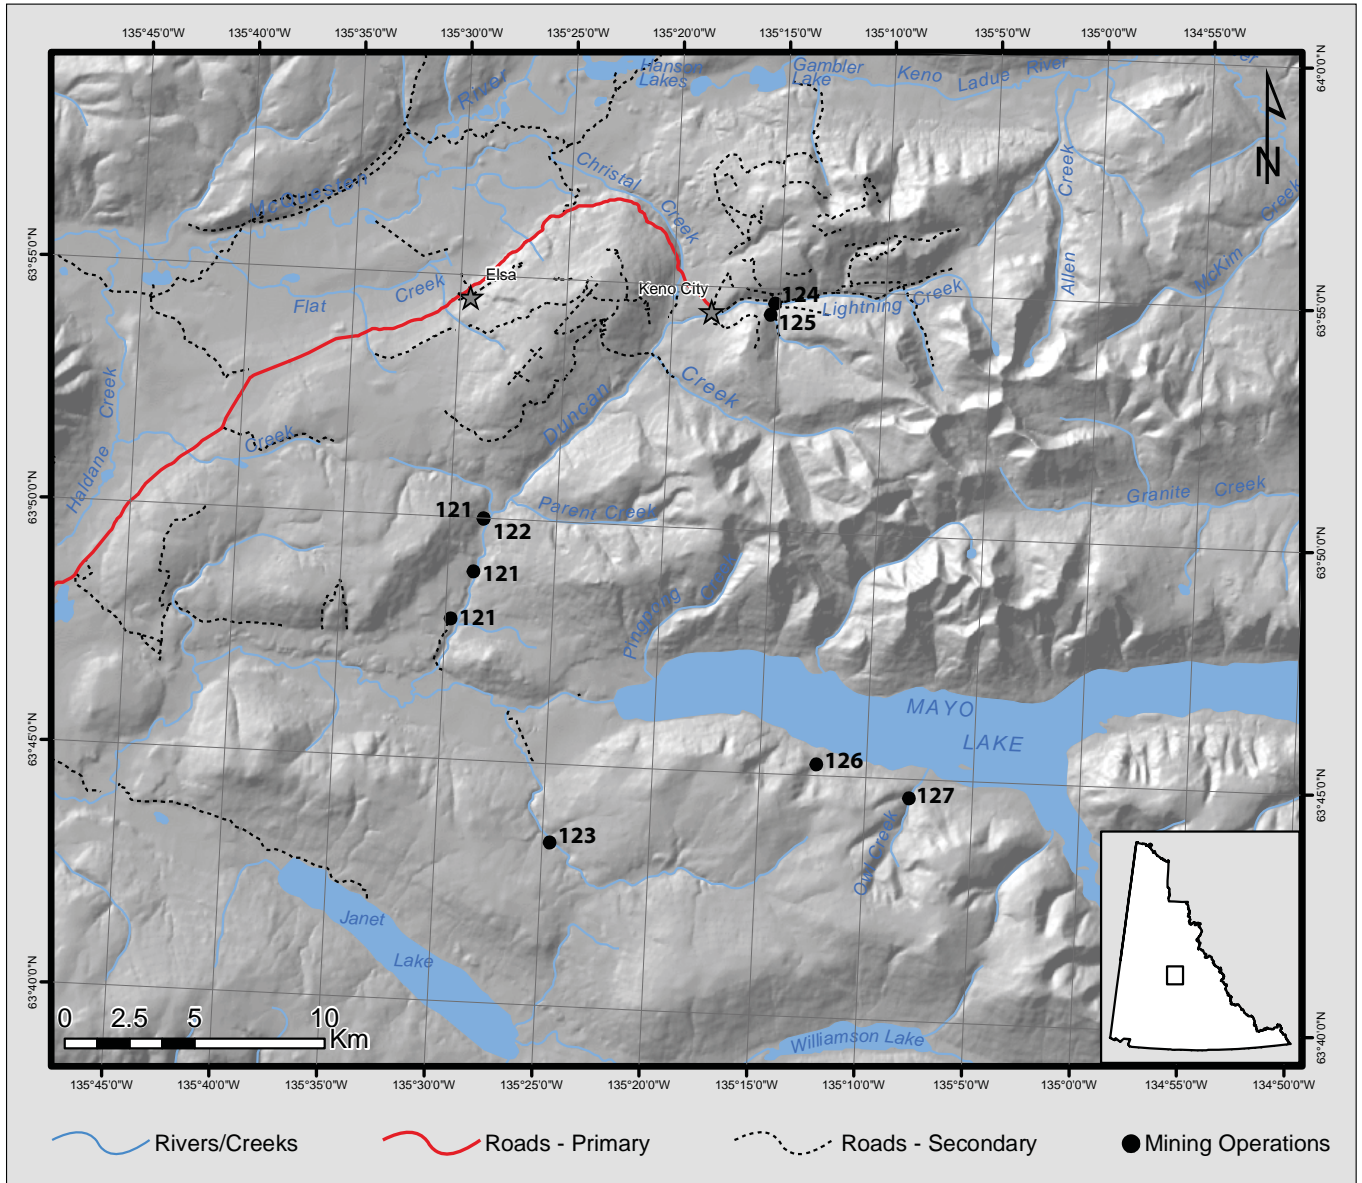 135°45'0"W 135°40'0"W 135°35'0"W 135°30'0"W 135°25'0"W 135°20'0"W 135°15'0"W 135°10'0"W 135°5'0"W 135°0'0"W 134°55'0"W
64°0'0"N
Hanson
Lakes
Gambler
Lake
Keno
Ladue
River
River
McQuesten
Christal
Creek
Creek
Allen
Creek
McKim
63°55'0"N
63°55'0"N
Elsa
Flat
Creek
Keno City
124
125
Lightning
Creek
Haldane
Creek
Creek
Duncan
Creek
Granite
Creek
63°50'0"N
63°50'0"N
121
122
Parent Creek
121
121
Pingpong
Creek
MAYO
LAKE
63°45'0"N
63°45'0"N
126
127
123
Owl Creek
Janet
Lake
Williamson Lake
63°40'0"N
63°40'0"N
0 2.5 5 10
Km
N
135°45'0"W 135°40'0"W 135°35'0"W 135°30'0"W 135°25'0"W 135°20'0"W 135°15'0"W 135°10'0"W 135°5'0"W 135°0'0"W 134°55'0"W 134°50'0"W
Rivers/Creeks
Roads - Primary
Roads - Secondary
Mining Operations